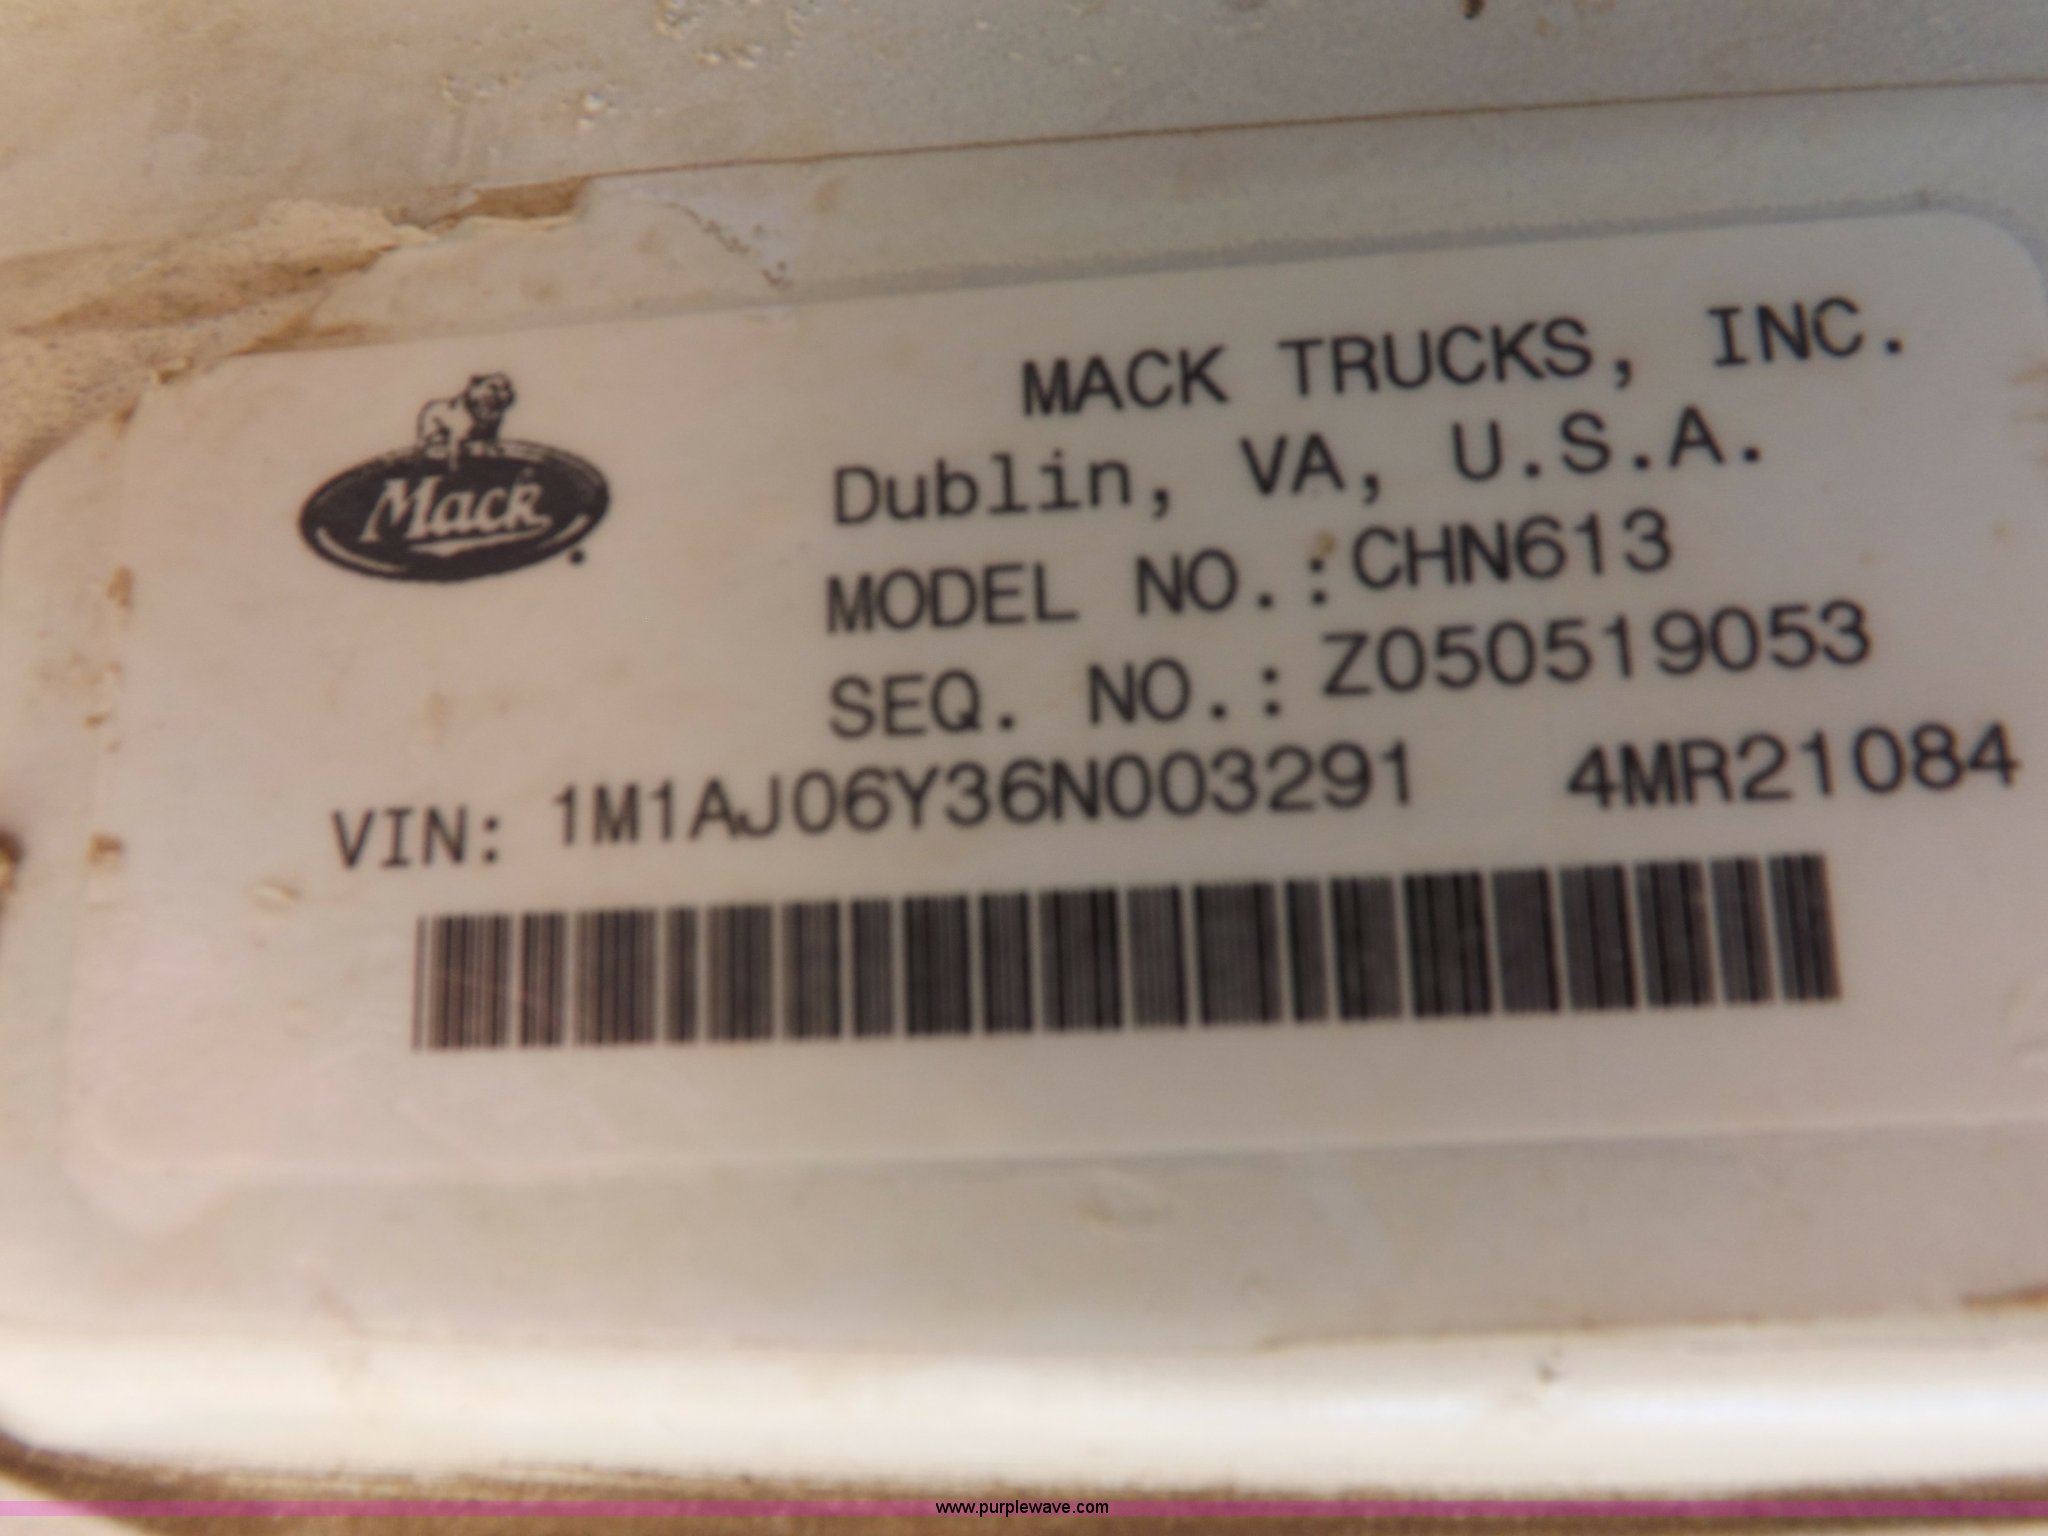 MACK TRUCKS, INC.
Mack
Dublin, VA, U.S.A.
MODEL NO.:CHN613
SEQ. NO.: Z050519053
VIN: 1M1AJ06Y36N003291 4MR21084
www.purplewave.com